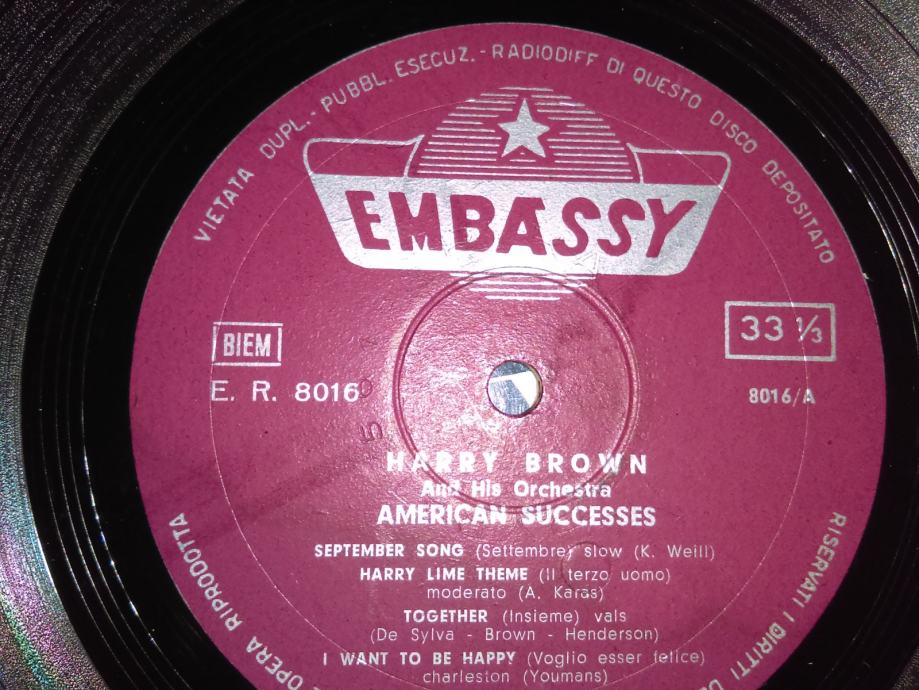 VIETATA DUPL.- PUBBL. ESECUZ.- RADIODIFF DI QUESTO DISCO DEPOSITATO
EMBASSY
BIEM
33 ⅓
E. R. 8016
8016/A
HARRY BROWN
And His Orchestra
AMERICAN SUCCESSES
SEPTEMBER SONG (Settembre) slow (K. Weill)
HARRY LIME THEME (Il terzo uomo)
moderato (A. Karas)
TOGETHER (Insieme) vals
(De Sylva - Brown - Henderson)
I WANT TO BE HAPPY (Voglio esser felice)
charleston (Youmans)
RISERVATI I DIRITTI
OPERA RIPRODOTTA